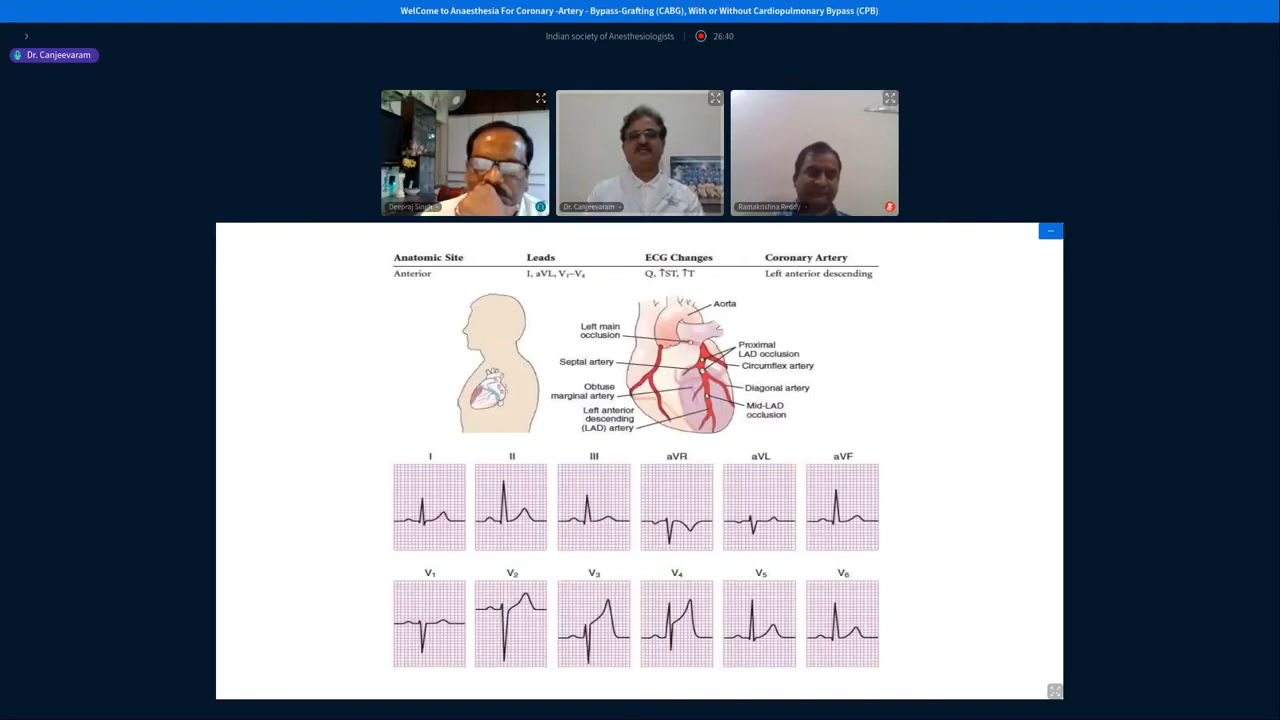 WelCome to Anaesthesia For Coronary -Artery - Bypass-Grafting (CABG), With or Without Cardiopulmonary Bypass (CPB)
Indian society of Anesthesiologists
26:40
Dr. Canjeevaram
Deepraj Singh
Dr. Canjeevaram
Ramakrishna Reddy
Anatomic Site Leads ECG Changes Coronary Artery
Anterior I, aVL, V1–V4 Q, ↑ST, ↑T Left anterior descending
Aorta
Left main
occlusion
Proximal
LAD occlusion
Septal artery
Circumflex artery
Obtuse
marginal artery
Diagonal artery
Left anterior
descending
(LAD) artery
Mid-LAD
occlusion
I II III aVR aVL aVF
V1 V2 V3 V4 V5 V6